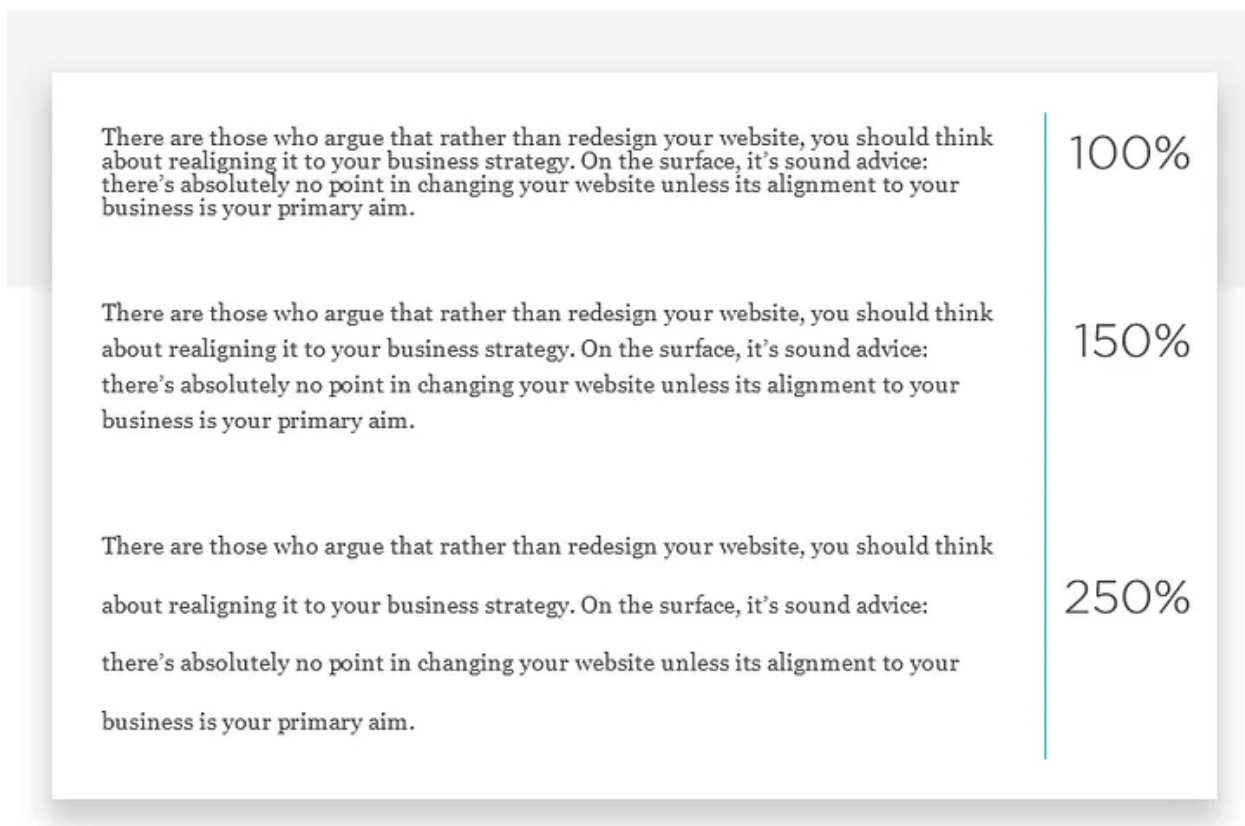 There are those who argue that rather than redesign your website, you should think
about realigning it to your business strategy. On the surface, it’s sound advice:
there’s absolutely no point in changing your website unless its alignment to your
business is your primary aim.
100%
There are those who argue that rather than redesign your website, you should think
about realigning it to your business strategy. On the surface, it’s sound advice:
there’s absolutely no point in changing your website unless its alignment to your
business is your primary aim.
150%
There are those who argue that rather than redesign your website, you should think
about realigning it to your business strategy. On the surface, it’s sound advice:
there’s absolutely no point in changing your website unless its alignment to your
business is your primary aim.
250%